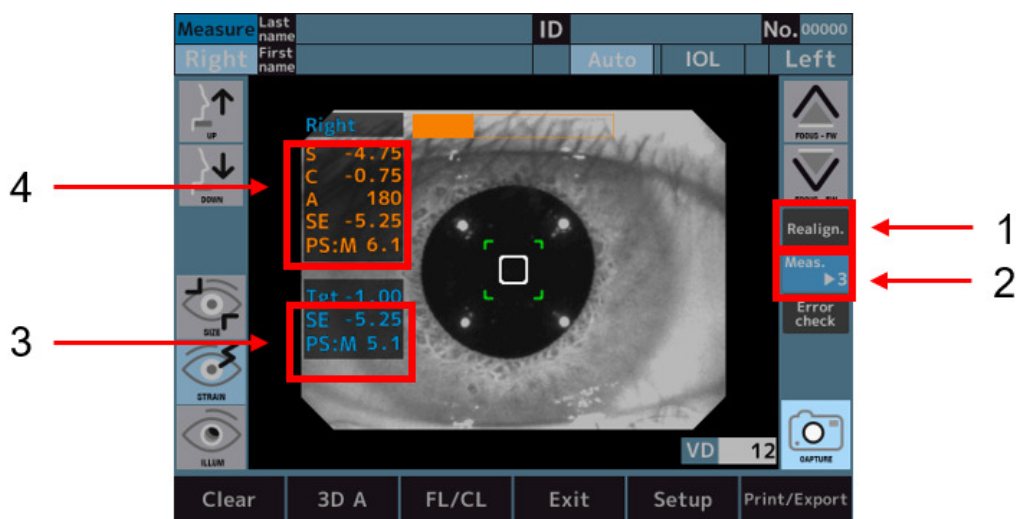 Measure Last name ID No. 00000
Right First name Auto IOL Left
UP
DOWN
SIZE
STRAIN
ILLUM
Right
S -4.75
C -0.75
A 180
SE -5.25
PS:M 6.1
Tgt -1.00
SE -5.25
PS:M 5.1
FOCUS - FW
FOCUS - FW
Realign.
Meas.
▶3
Error
check
CAPTURE
VD 12
Clear 3D A FL/CL Exit Setup Print/Export
4
3
1
2